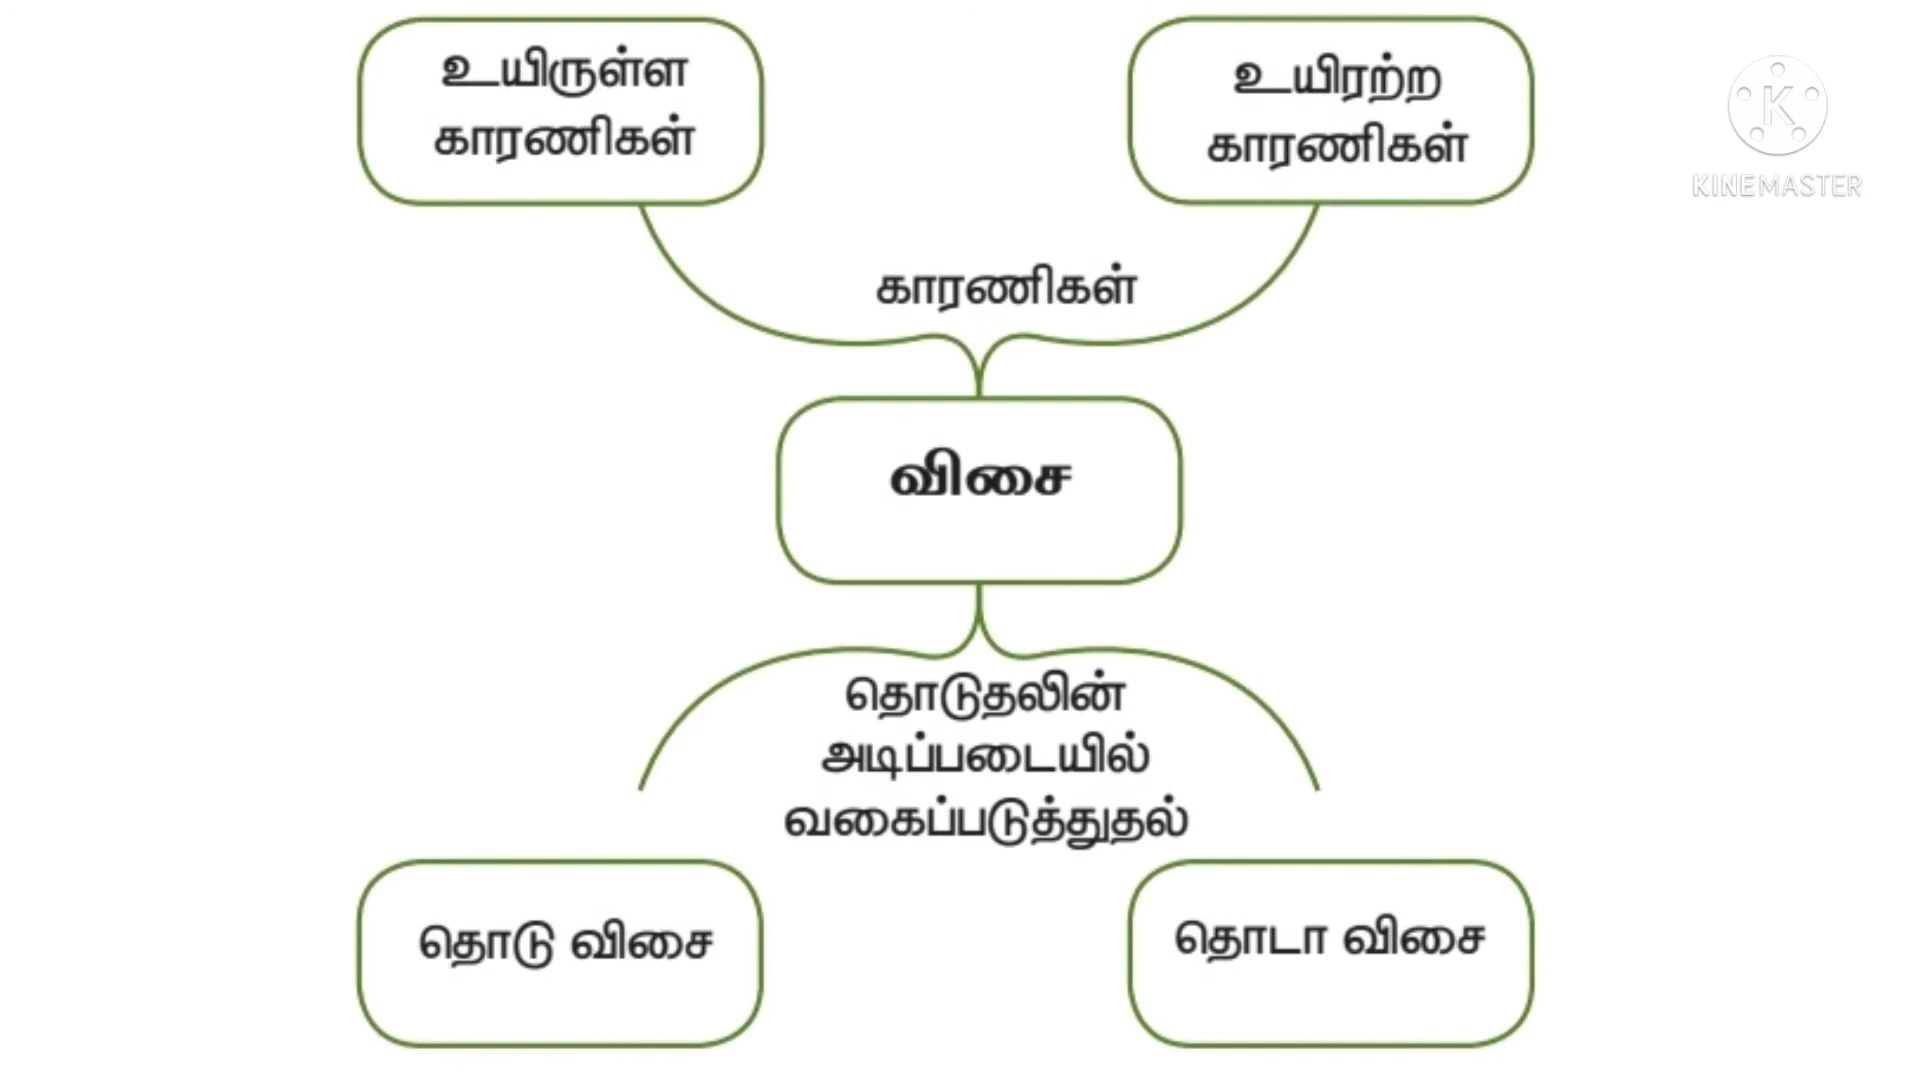 உயிருள்ள
காரணிகள்
உயிரற்ற
காரணிகள்
KINEMASTER
காரணிகள்
விசை
தொடுதலின்
அடிப்படையில்
வகைப்படுத்துதல்
தொடு விசை
தொடா விசை